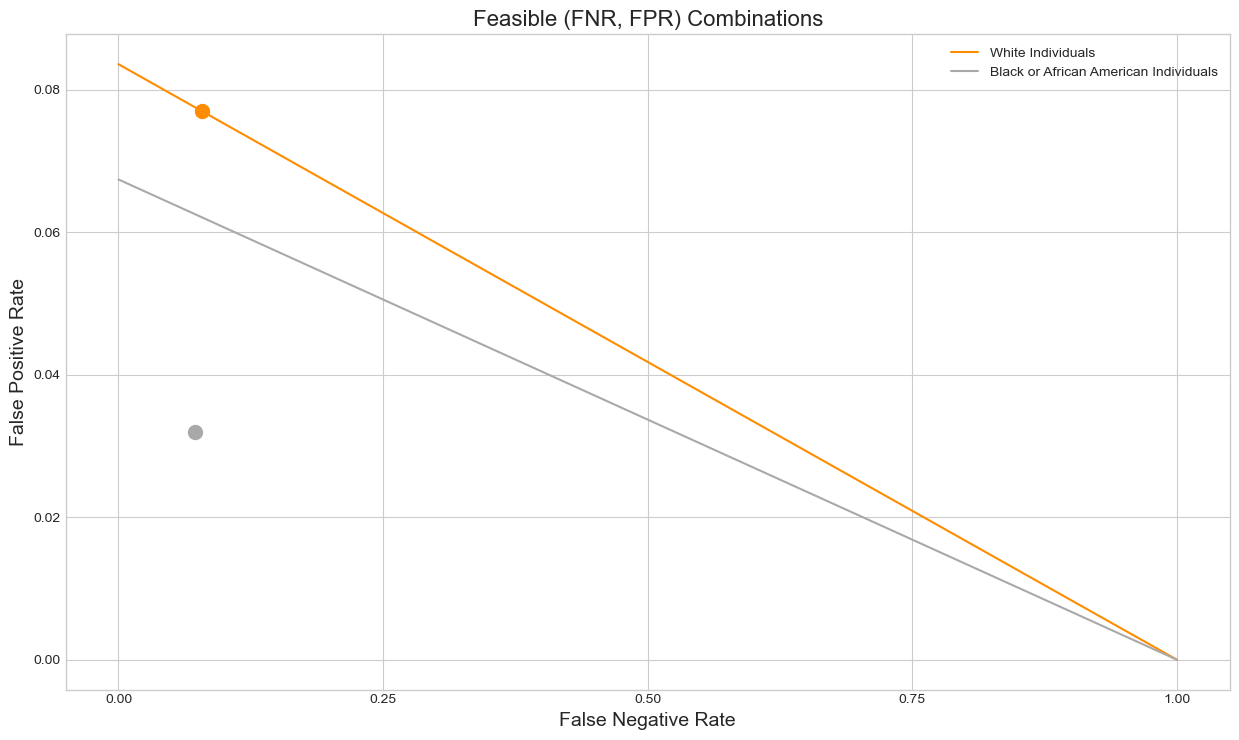 Feasible (FNR, FPR) Combinations
White Individuals
Black or African American Individuals
0.08
0.06
0.04
0.02
0.00
False Positive Rate
0.00 0.25 0.50 0.75 1.00
False Negative Rate